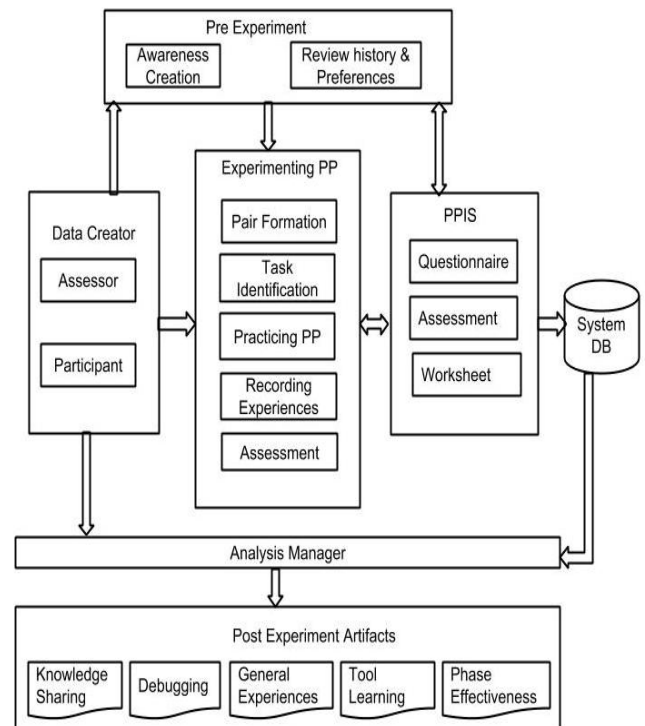 Pre Experiment
Awareness
Creation
Review history &
Preferences
Data Creator
Assessor
Participant
Experimenting PP
Pair Formation
Task
Identification
Practicing PP
Recording
Experiences
Assessment
PPIS
Questionnaire
Assessment
Worksheet
System
DB
Analysis Manager
Post Experiment Artifacts
Knowledge
Sharing
Debugging
General
Experiences
Tool
Learning
Phase
Effectiveness